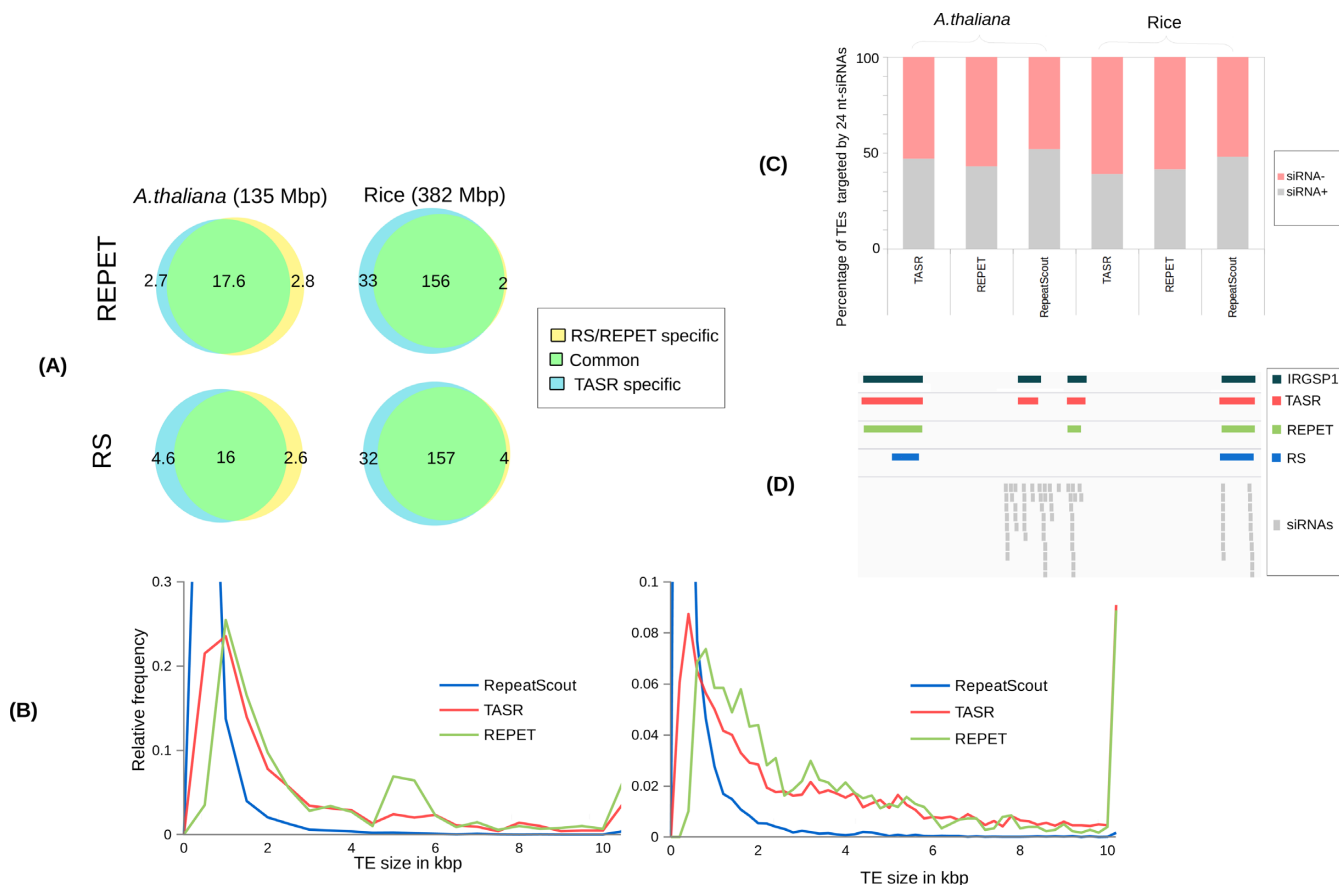 (A)
A.thaliana (135 Mbp)
Rice (382 Mbp)
REPET
2.7
17.6
2.8
33
156
2
RS
4.6
16
2.6
32
157
4
RS/REPET specific
Common
TASR specific
(B)
Relative frequency
0.3
0.2
0.1
0
0
2
4
6
8
10
TE size in kbp
RepeatScout
TASR
REPET
0.1
0.08
0.06
0.04
0.02
0
0
2
4
6
8
10
TE size in kbp
RepeatScout
TASR
REPET
(C)
A.thaliana
Rice
Percentage of TEs targeted by 24 nt-siRNAs
100
50
0
TASR
REPET
RepeatScout
TASR
REPET
RepeatScout
siRNA-
siRNA+
(D)
IRGSP1
TASR
REPET
RS
siRNAs